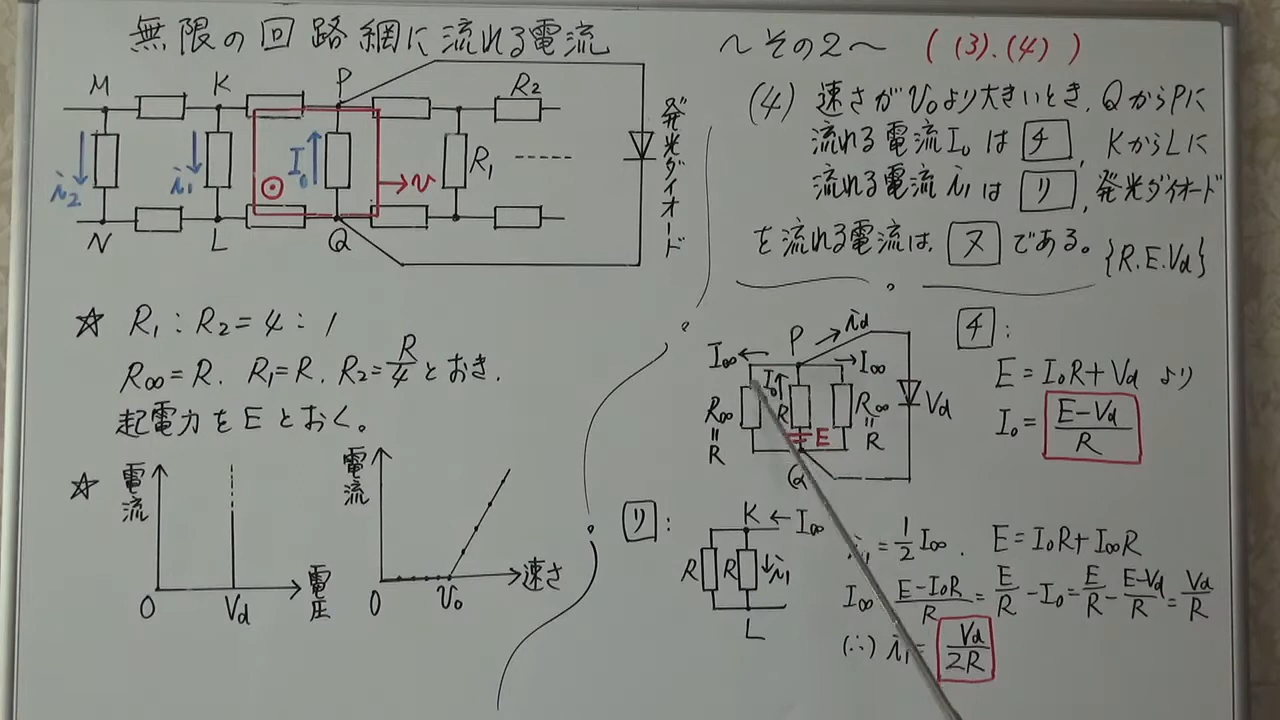 無限の回路網に流れる電流 ～その2～ ((3).(4))
M K P R2
i2 i1 I0 v R1
発光ダイオード
N L Q
☆ R1:R2=4:1
R∞=R. R1=R. R2=R/4 とおき.
起電力をEとおく。
☆ 電流 電圧 0 Vd
電流 速さ 0 v0
(4) 速さがv0より大きいとき、QからPに
流れる電流I0は チ , KからLに
流れる電流i1は リ , 発光ダイオード
を流れる電流は、 ヌ である。{R.E.Vd}
P id
I∞ I0 I∞
R∞ R R∞ Vd
॥ E ॥
R R
Q
チ :
E=I0R+Vd より
I0= (E-Vd)/R
リ :
K ← I∞
R R i1
L
i1=1/2 I∞. E=I0R+I∞R
I∞ (E-I0R)/R = E/R - I0 = E/R - (E-Vd)/R = Vd/R
(∴) i1= Vd/2R